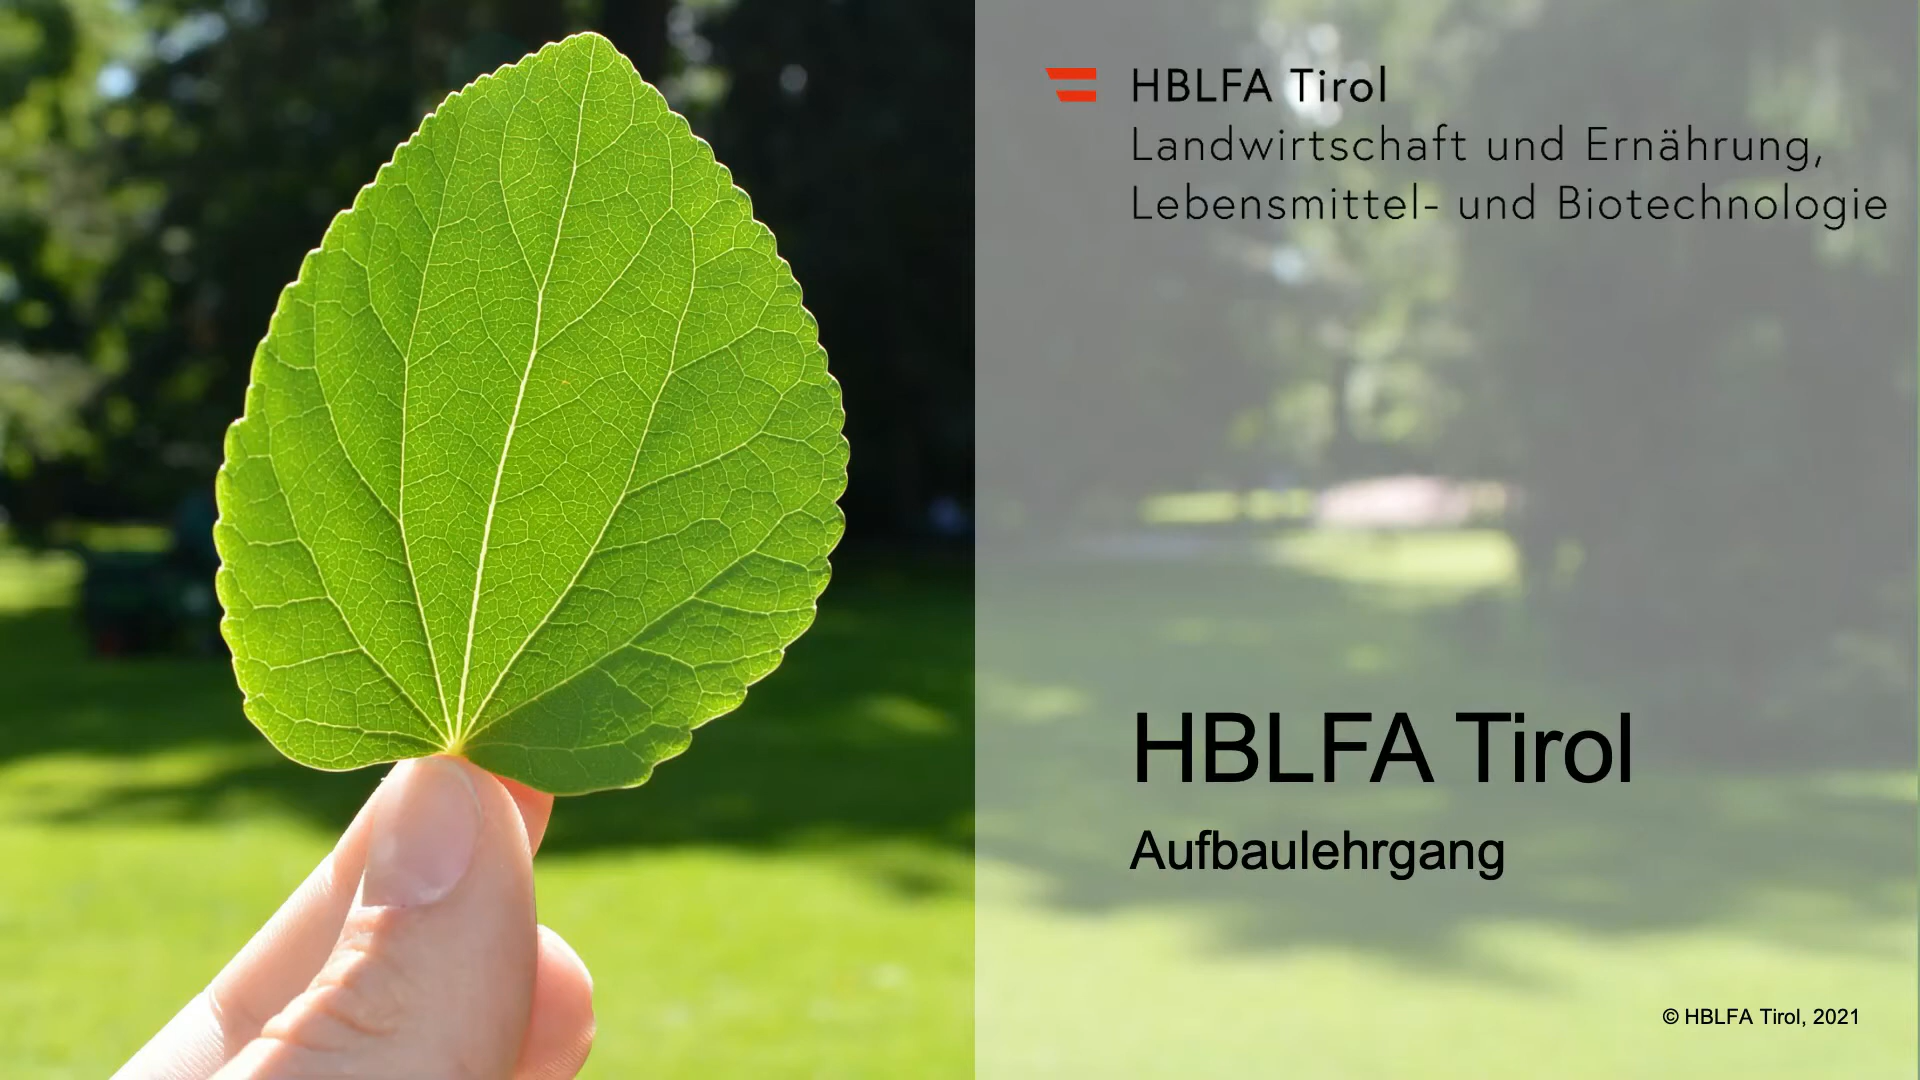 HBLFA Tirol
Landwirtschaft und Ernährung,
Lebensmittel- und Biotechnologie
HBLFA Tirol
Aufbaulehrgang
© HBLFA Tirol, 2021